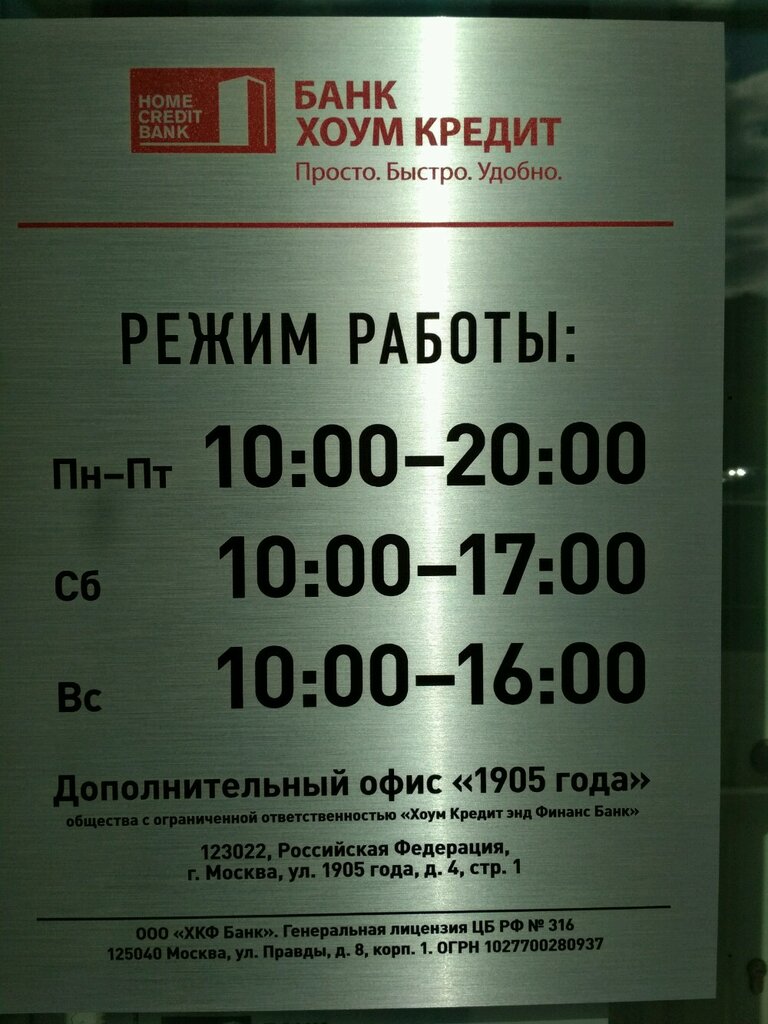 HOME
CREDIT
BANK
БАНК
ХОУМ КРЕДИТ
Просто. Быстро. Удобно.
РЕЖИМ РАБОТЫ:
Пн–Пт 10:00–20:00
Сб 10:00–17:00
Вс 10:00–16:00
Дополнительный офис «1905 года»
общества с ограниченной ответственностью «Хоум Кредит энд Финанс Банк»
123022, Российская Федерация,
г. Москва, ул. 1905 года, д. 4, стр. 1
ООО «ХКФ Банк». Генеральная лицензия ЦБ РФ № 316
125040 Москва, ул. Правды, д. 8, корп. 1. ОГРН 1027700280937